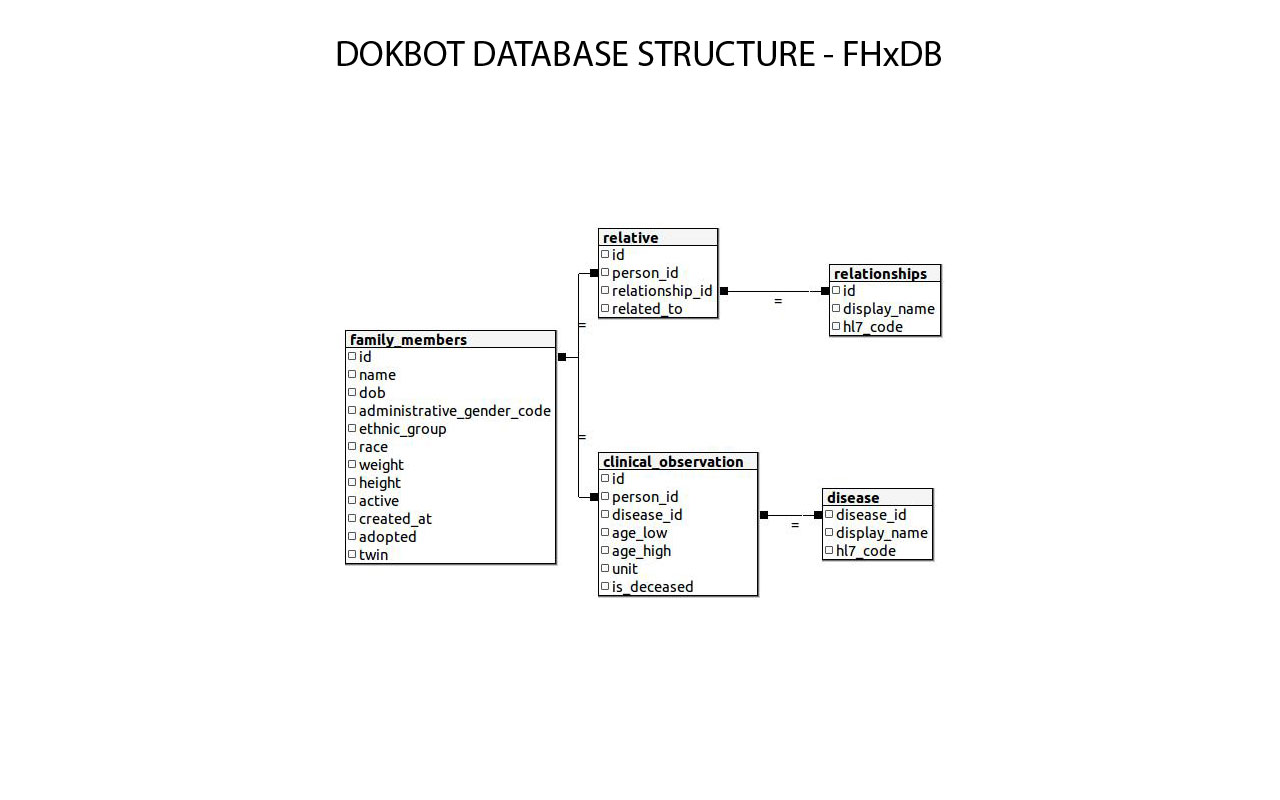 DOKBOT DATABASE STRUCTURE - FHxDB
relative
id
person_id
relationship_id
related_to
=
relationships
id
display_name
hl7_code
=
family_members
id
name
dob
administrative_gender_code
ethnic_group
race
weight
height
active
created_at
adopted
twin
=
clinical_observation
id
person_id
disease_id
age_low
age_high
unit
is_deceased
=
disease
disease_id
display_name
hl7_code